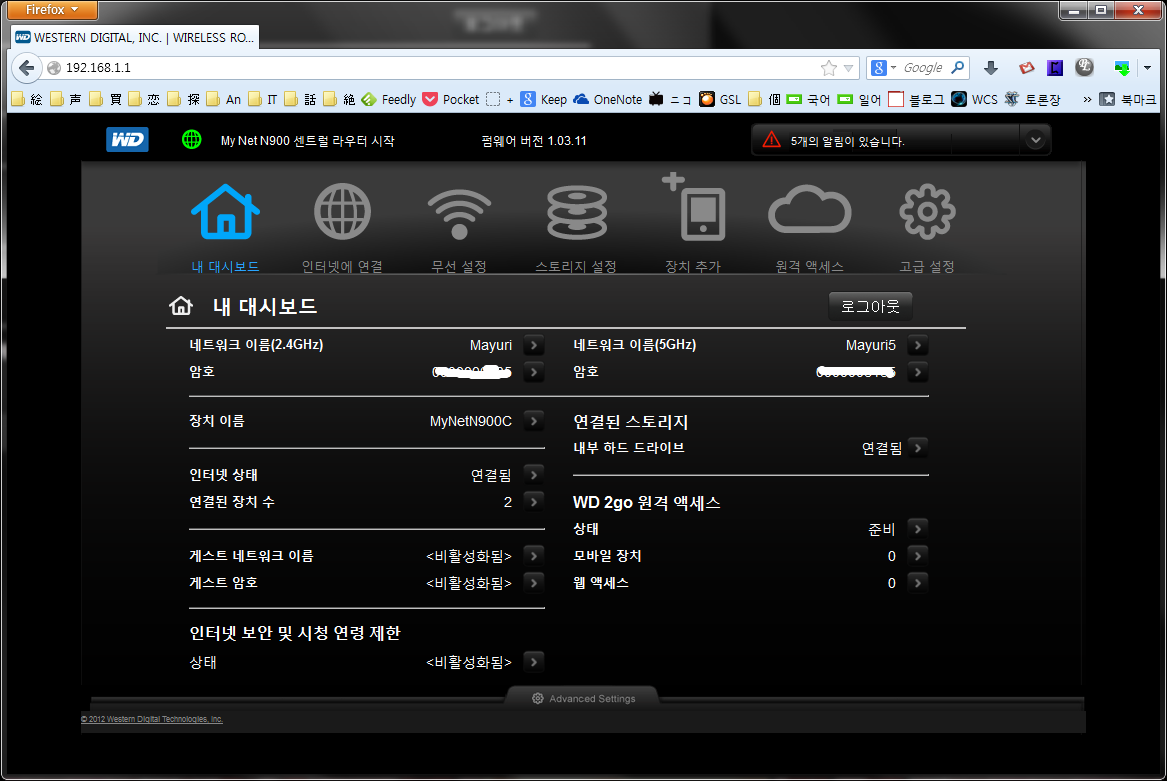 Firefox
WESTERN DIGITAL, INC. | WIRELESS RO...
192.168.1.1
Google
絵 声 買 恋 探 An IT 話 絶 Feedly Pocket + Keep OneNote ニコ GSL 個 국어 일어 블로그 WCS 토론장 » 북마크
WD My Net N900 센트럴 라우터 시작 펌웨어 버전 1.03.11 5개의 알림이 있습니다.
내 대시보드 인터넷에 연결 무선 설정 스토리지 설정 장치 추가 원격 액세스 고급 설정
내 대시보드 로그아웃
네트워크 이름(2.4GHz) Mayuri 네트워크 이름(5GHz) Mayuri5
암호 암호
장치 이름 MyNetN900C 연결된 스토리지
내부 하드 드라이브 연결됨
인터넷 상태 연결됨
연결된 장치 수 2 WD 2go 원격 액세스
상태 준비
게스트 네트워크 이름 <비활성화됨> 모바일 장치 0
게스트 암호 <비활성화됨> 웹 액세스 0
인터넷 보안 및 시청 연령 제한
상태 <비활성화됨>
Advanced Settings
© 2012 Western Digital Technologies, Inc.